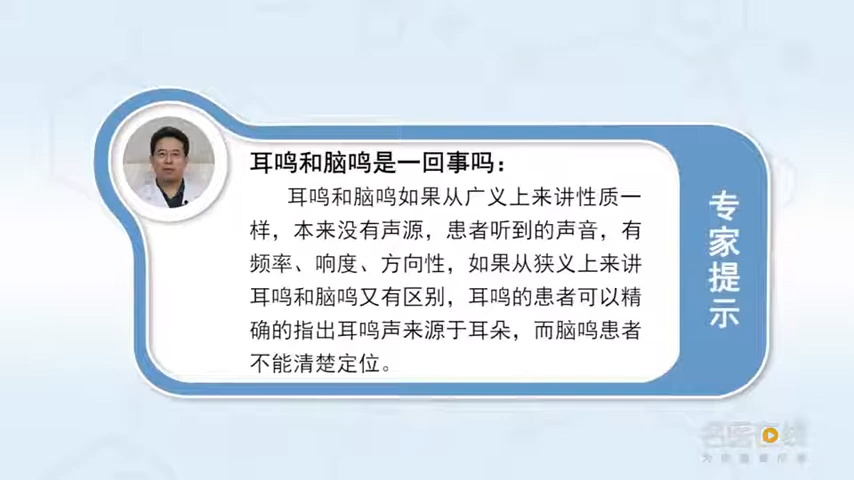 耳鸣和脑鸣是一回事吗：
耳鸣和脑鸣如果从广义上来讲性质一
样，本来没有声源，患者听到的声音，有
频率、响度、方向性，如果从狭义上来讲
耳鸣和脑鸣又有区别，耳鸣的患者可以精
确的指出耳鸣声来源于耳朵，而脑鸣患者
不能清楚定位。
专家提示
名医在线